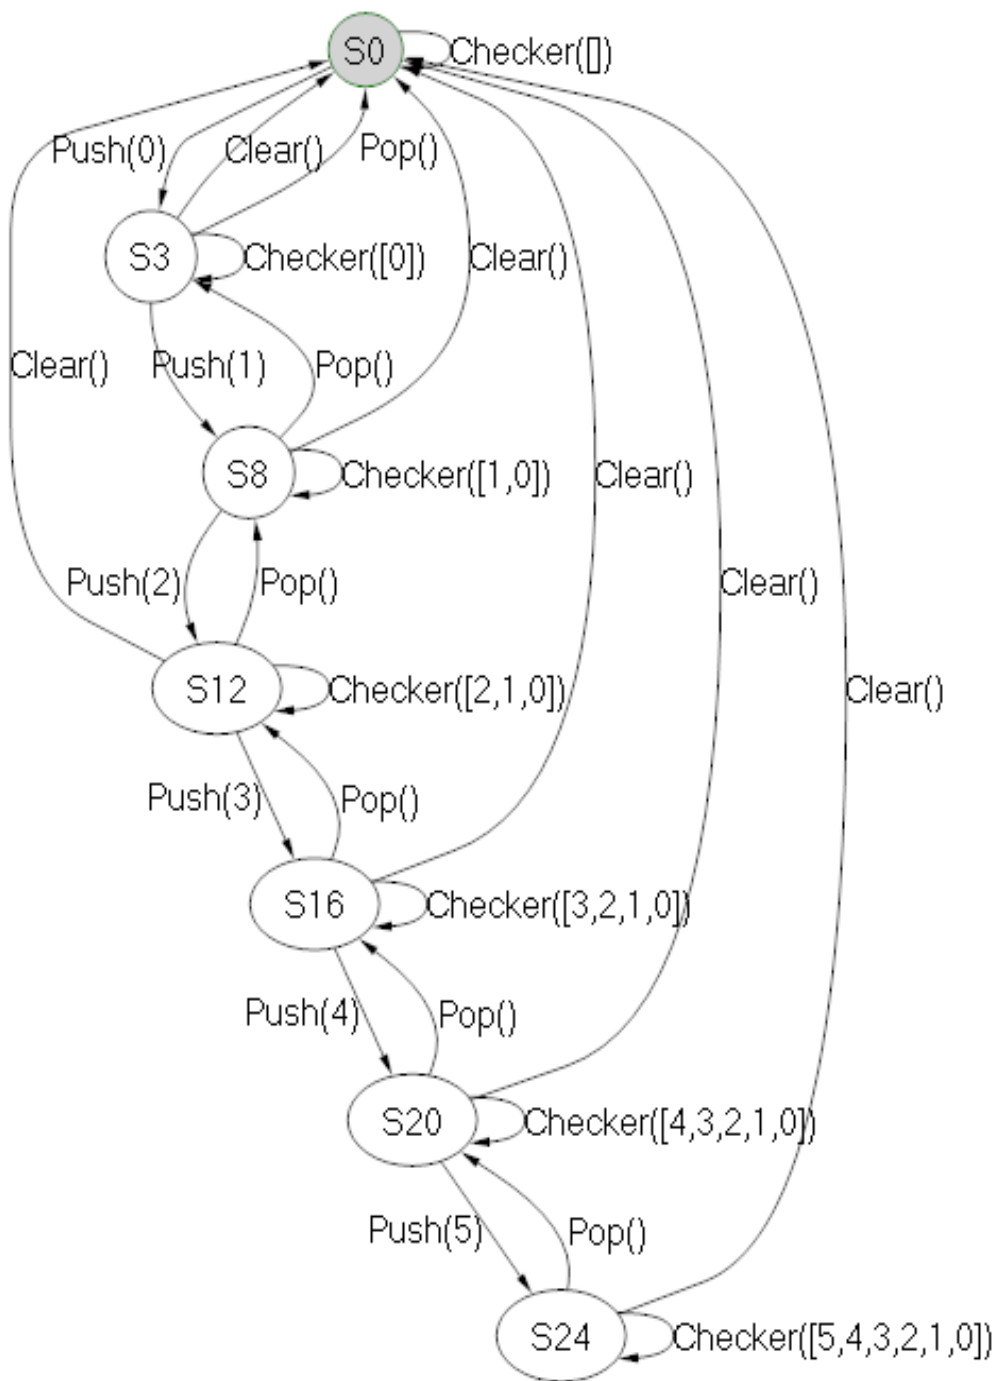 S0
Checker([])
Push(0)
Clear()
Pop()
S3
Checker([0])
Clear()
Clear()
Push(1)
Pop()
S8
Checker([1,0])
Clear()
Push(2)
Pop()
Clear()
S12
Checker([2,1,0])
Clear()
Push(3)
Pop()
S16
Checker([3,2,1,0])
Push(4)
Pop()
S20
Checker([4,3,2,1,0])
Push(5)
Pop()
S24
Checker([5,4,3,2,1,0])